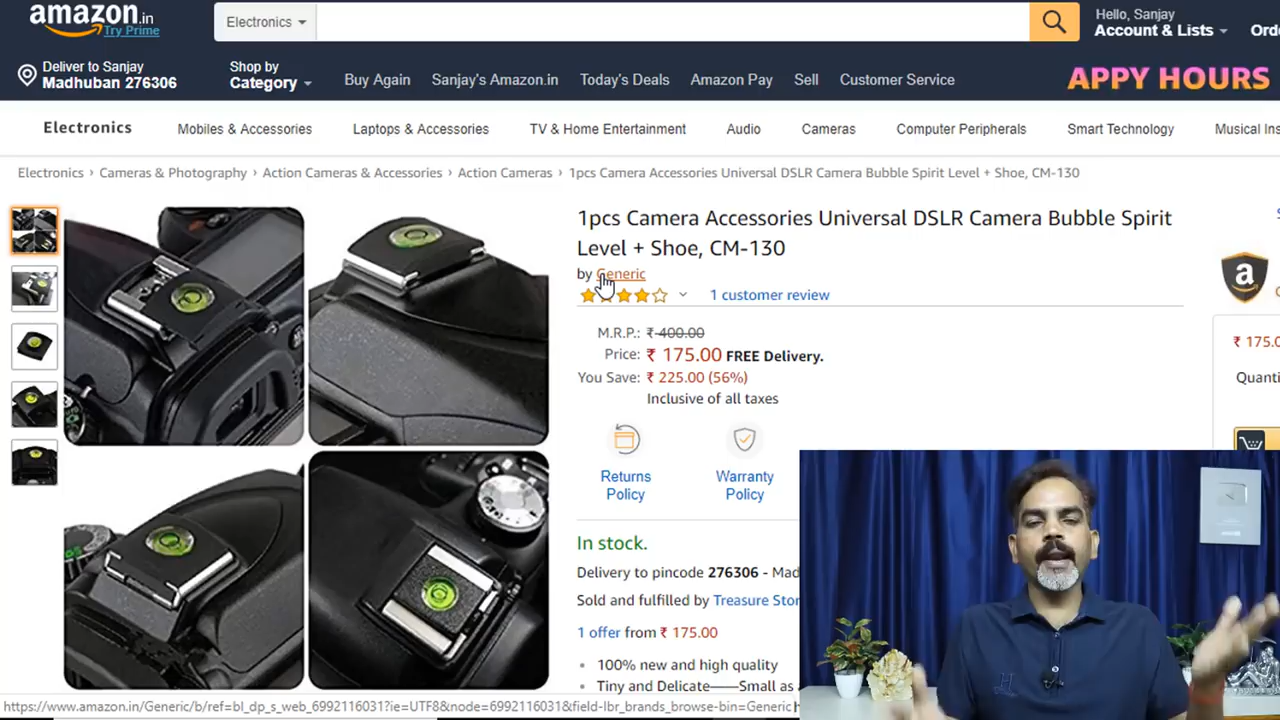 amazon.in
Try Prime
Electronics
Hello, Sanjay
Account & Lists
Deliver to Sanjay
Madhuban 276306
Shop by
Category
Buy Again
Sanjay's Amazon.in
Today's Deals
Amazon Pay
Sell
Customer Service
APPY HOURS
Electronics
Mobiles & Accessories
Laptops & Accessories
TV & Home Entertainment
Audio
Cameras
Computer Peripherals
Smart Technology
Musical Ins
Electronics › Cameras & Photography › Action Cameras & Accessories › Action Cameras › 1pcs Camera Accessories Universal DSLR Camera Bubble Spirit Level + Shoe, CM-130
1pcs Camera Accessories Universal DSLR Camera Bubble Spirit
Level + Shoe, CM-130
by Generic
1 customer review
M.R.P.: ₹ 400.00
Price: ₹ 175.00 FREE Delivery.
You Save: ₹ 225.00 (56%)
Inclusive of all taxes
₹ 175.0
Quanti
Returns
Policy
Warranty
Policy
In stock.
Delivery to pincode 276306 - Mad
Sold and fulfilled by Treasure Stor
1 offer from ₹ 175.00
100% new and high quality
Tiny and Delicate——Small as
https://www.amazon.in/Generic/b/ref=bl_dp_s_web_6992116031?ie=UTF8&node=6992116031&field-lbr_brands_browse-bin=Generic